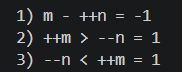 1) m - ++n = -1
2) ++m > --n = 1
3) --n < ++m = 1